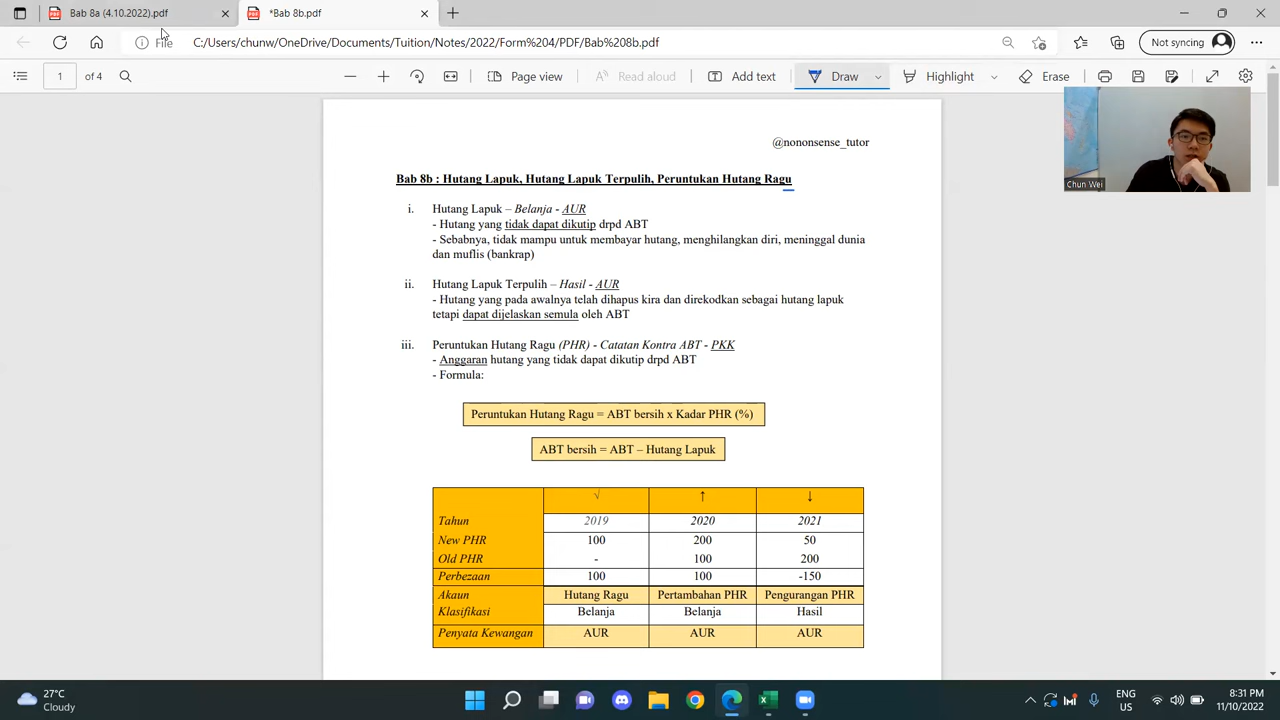 Bab 8a (4.10.2022).pdf
*Bab 8b.pdf
File
C:/Users/chunw/OneDrive/Documents/Tuition/Notes/2022/Form%204/PDF/Bab%208b.pdf
Not syncing
1
of 4
Page view
Read aloud
Add text
Draw
Highlight
Erase
Chun Wei
@nononsense_tutor
Bab 8b : Hutang Lapuk, Hutang Lapuk Terpulih, Peruntukan Hutang Ragu
i. Hutang Lapuk – Belanja - AUR
- Hutang yang tidak dapat dikutip drpd ABT
- Sebabnya, tidak mampu untuk membayar hutang, menghilangkan diri, meninggal dunia
dan muflis (bankrap)
ii. Hutang Lapuk Terpulih – Hasil - AUR
- Hutang yang pada awalnya telah dihapus kira dan direkodkan sebagai hutang lapuk
tetapi dapat dijelaskan semula oleh ABT
iii. Peruntukan Hutang Ragu (PHR) - Catatan Kontra ABT - PKK
- Anggaran hutang yang tidak dapat dikutip drpd ABT
- Formula:
Peruntukan Hutang Ragu = ABT bersih x Kadar PHR (%)
ABT bersih = ABT – Hutang Lapuk
√ ↑ ↓
Tahun 2019 2020 2021
New PHR 100 200 50
Old PHR - 100 200
Perbezaan 100 100 -150
Akaun Hutang Ragu Pertambahan PHR Pengurangan PHR
Klasifikasi Belanja Belanja Hasil
Penyata Kewangan AUR AUR AUR
27°C
Cloudy
ENG
US
8:31 PM
11/10/2022